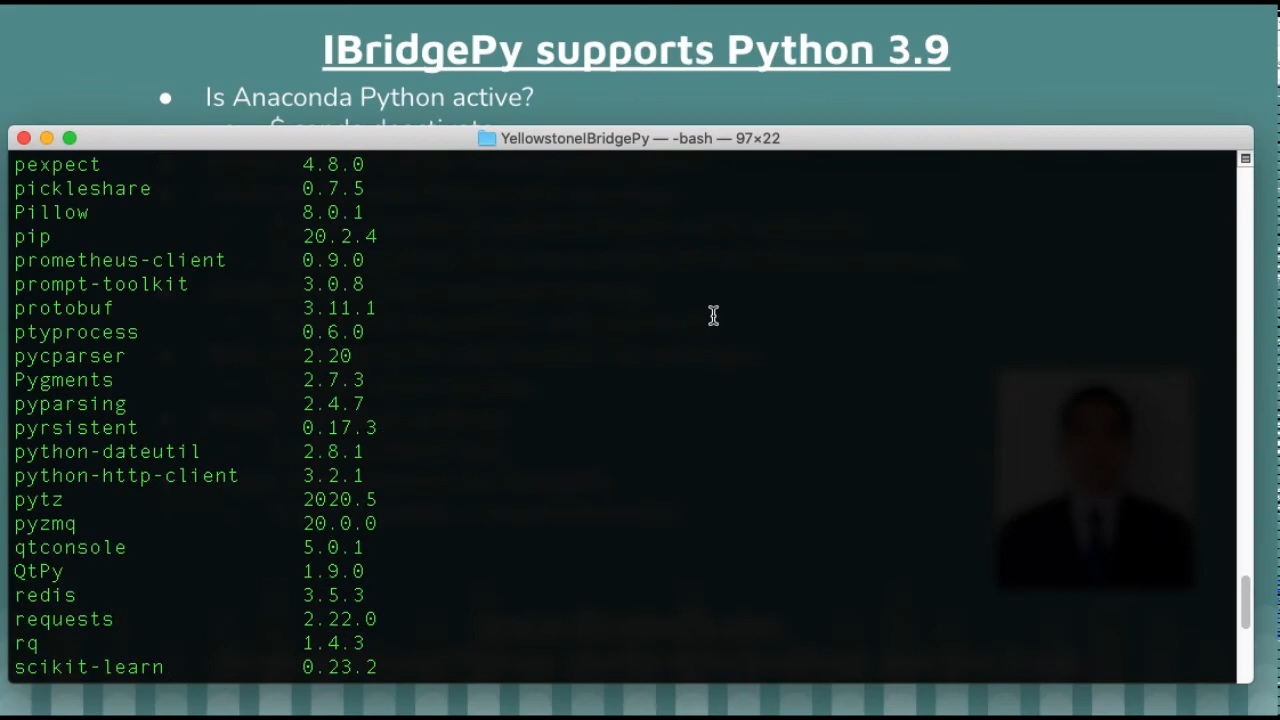 IBridgePy supports Python 3.9
● Is Anaconda Python active?
YellowstoneIBridgePy — -bash — 97×22
pexpect 4.8.0
pickleshare 0.7.5
Pillow 8.0.1
pip 20.2.4
prometheus-client 0.9.0
prompt-toolkit 3.0.8
protobuf 3.11.1
ptyprocess 0.6.0
pycparser 2.20
Pygments 2.7.3
pyparsing 2.4.7
pyrsistent 0.17.3
python-dateutil 2.8.1
python-http-client 3.2.1
pytz 2020.5
pyzmq 20.0.0
qtconsole 5.0.1
QtPy 1.9.0
redis 3.5.3
requests 2.22.0
rq 1.4.3
scikit-learn 0.23.2